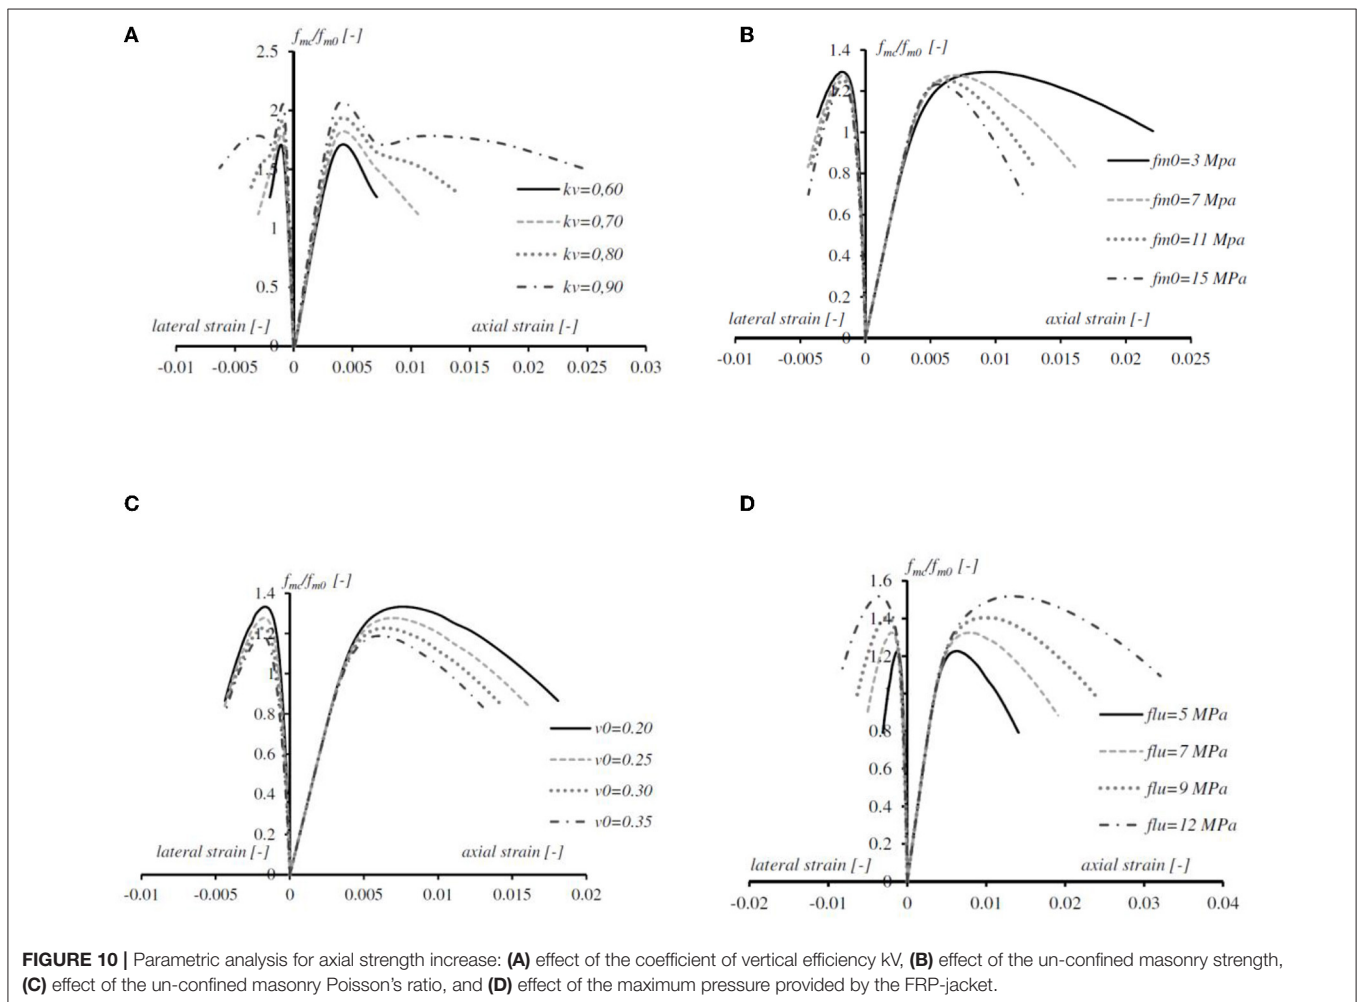 A
f_mc/f_m0 [-]
2.5
2
1.5
1
0.5
0
lateral strain [-]
axial strain [-]
-0.01 -0.005 0 0.005 0.01 0.015 0.02 0.025 0.03
kv=0,60
kv=0,70
kv=0,80
kv=0,90
B
f_mc/f_m0 [-]
1.4
1.2
1
0.8
0.6
0.4
0.2
0
lateral strain [-]
axial strain [-]
-0.01 -0.005 0 0.005 0.01 0.015 0.02 0.025
fm0=3 Mpa
fm0=7 Mpa
fm0=11 Mpa
fm0=15 MPa
C
f_mc/f_m0 [-]
1.4
1.2
1
0.8
0.6
0.4
0.2
0
lateral strain [-]
axial strain [-]
-0.01 -0.005 0 0.005 0.01 0.015 0.02
v0=0.20
v0=0.25
v0=0.30
v0=0.35
D
f_mc/f_m0 [-]
1.6
1.4
1.2
0.8
0.6
0.4
0.2
0
lateral strain [-]
axial strain [-]
-0.02 -0.01 0 0.01 0.02 0.03 0.04
flu=5 MPa
flu=7 MPa
flu=9 MPa
flu=12 MPa
FIGURE 10 | Parametric analysis for axial strength increase: (A) effect of the coefficient of vertical efficiency kV, (B) effect of the un-confined masonry strength,
(C) effect of the un-confined masonry Poisson's ratio, and (D) effect of the maximum pressure provided by the FRP-jacket.